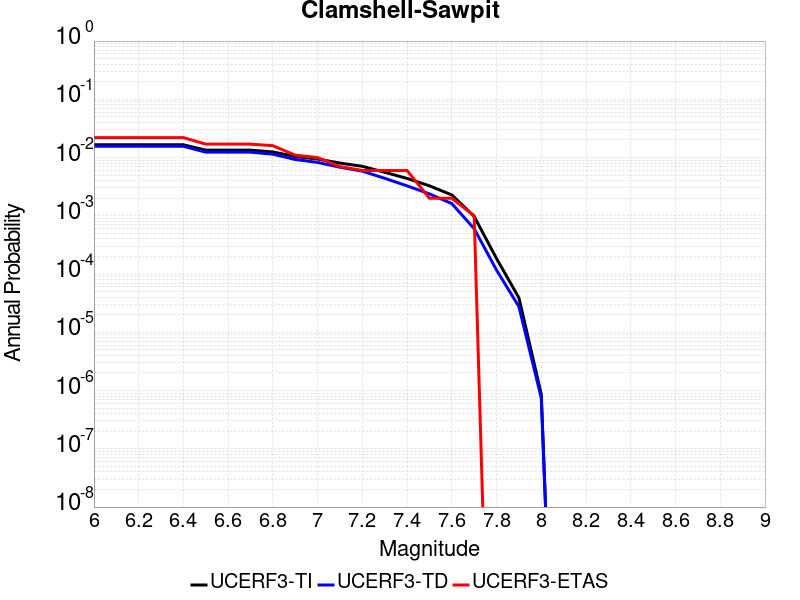 Clamshell-Sawpit
10^0
10^-1
10^-2
10^-3
10^-4
10^-5
10^-6
10^-7
10^-8
Annual Probability
6 6.2 6.4 6.6 6.8 7 7.2 7.4 7.6 7.8 8 8.2 8.4 8.6 8.8 9
Magnitude
UCERF3-TI UCERF3-TD UCERF3-ETAS